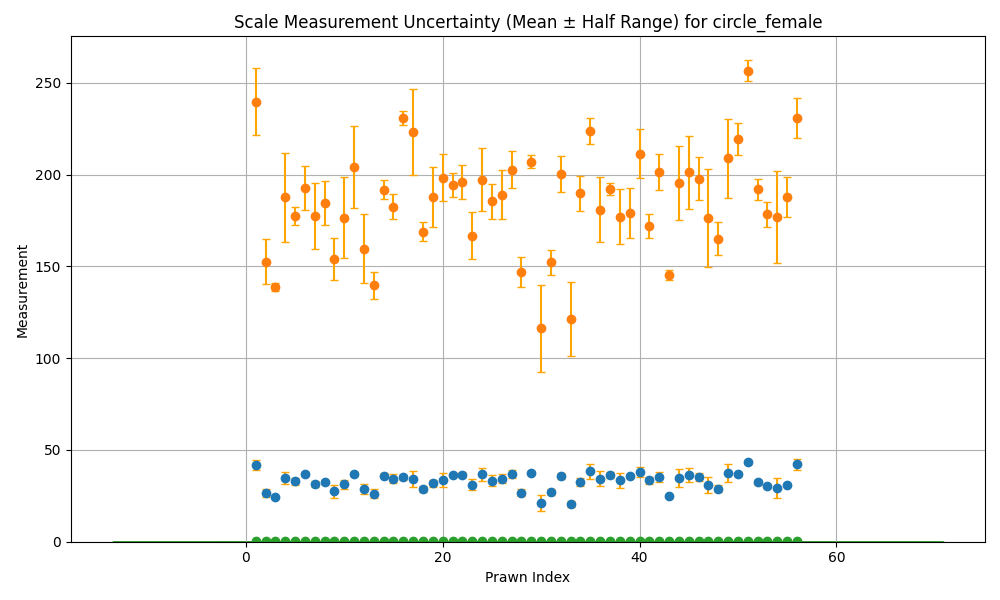 Scale Measurement Uncertainty (Mean ± Half Range) for circle_female
Measurement
250
200
150
100
50
0
0 20 40 60
Prawn Index